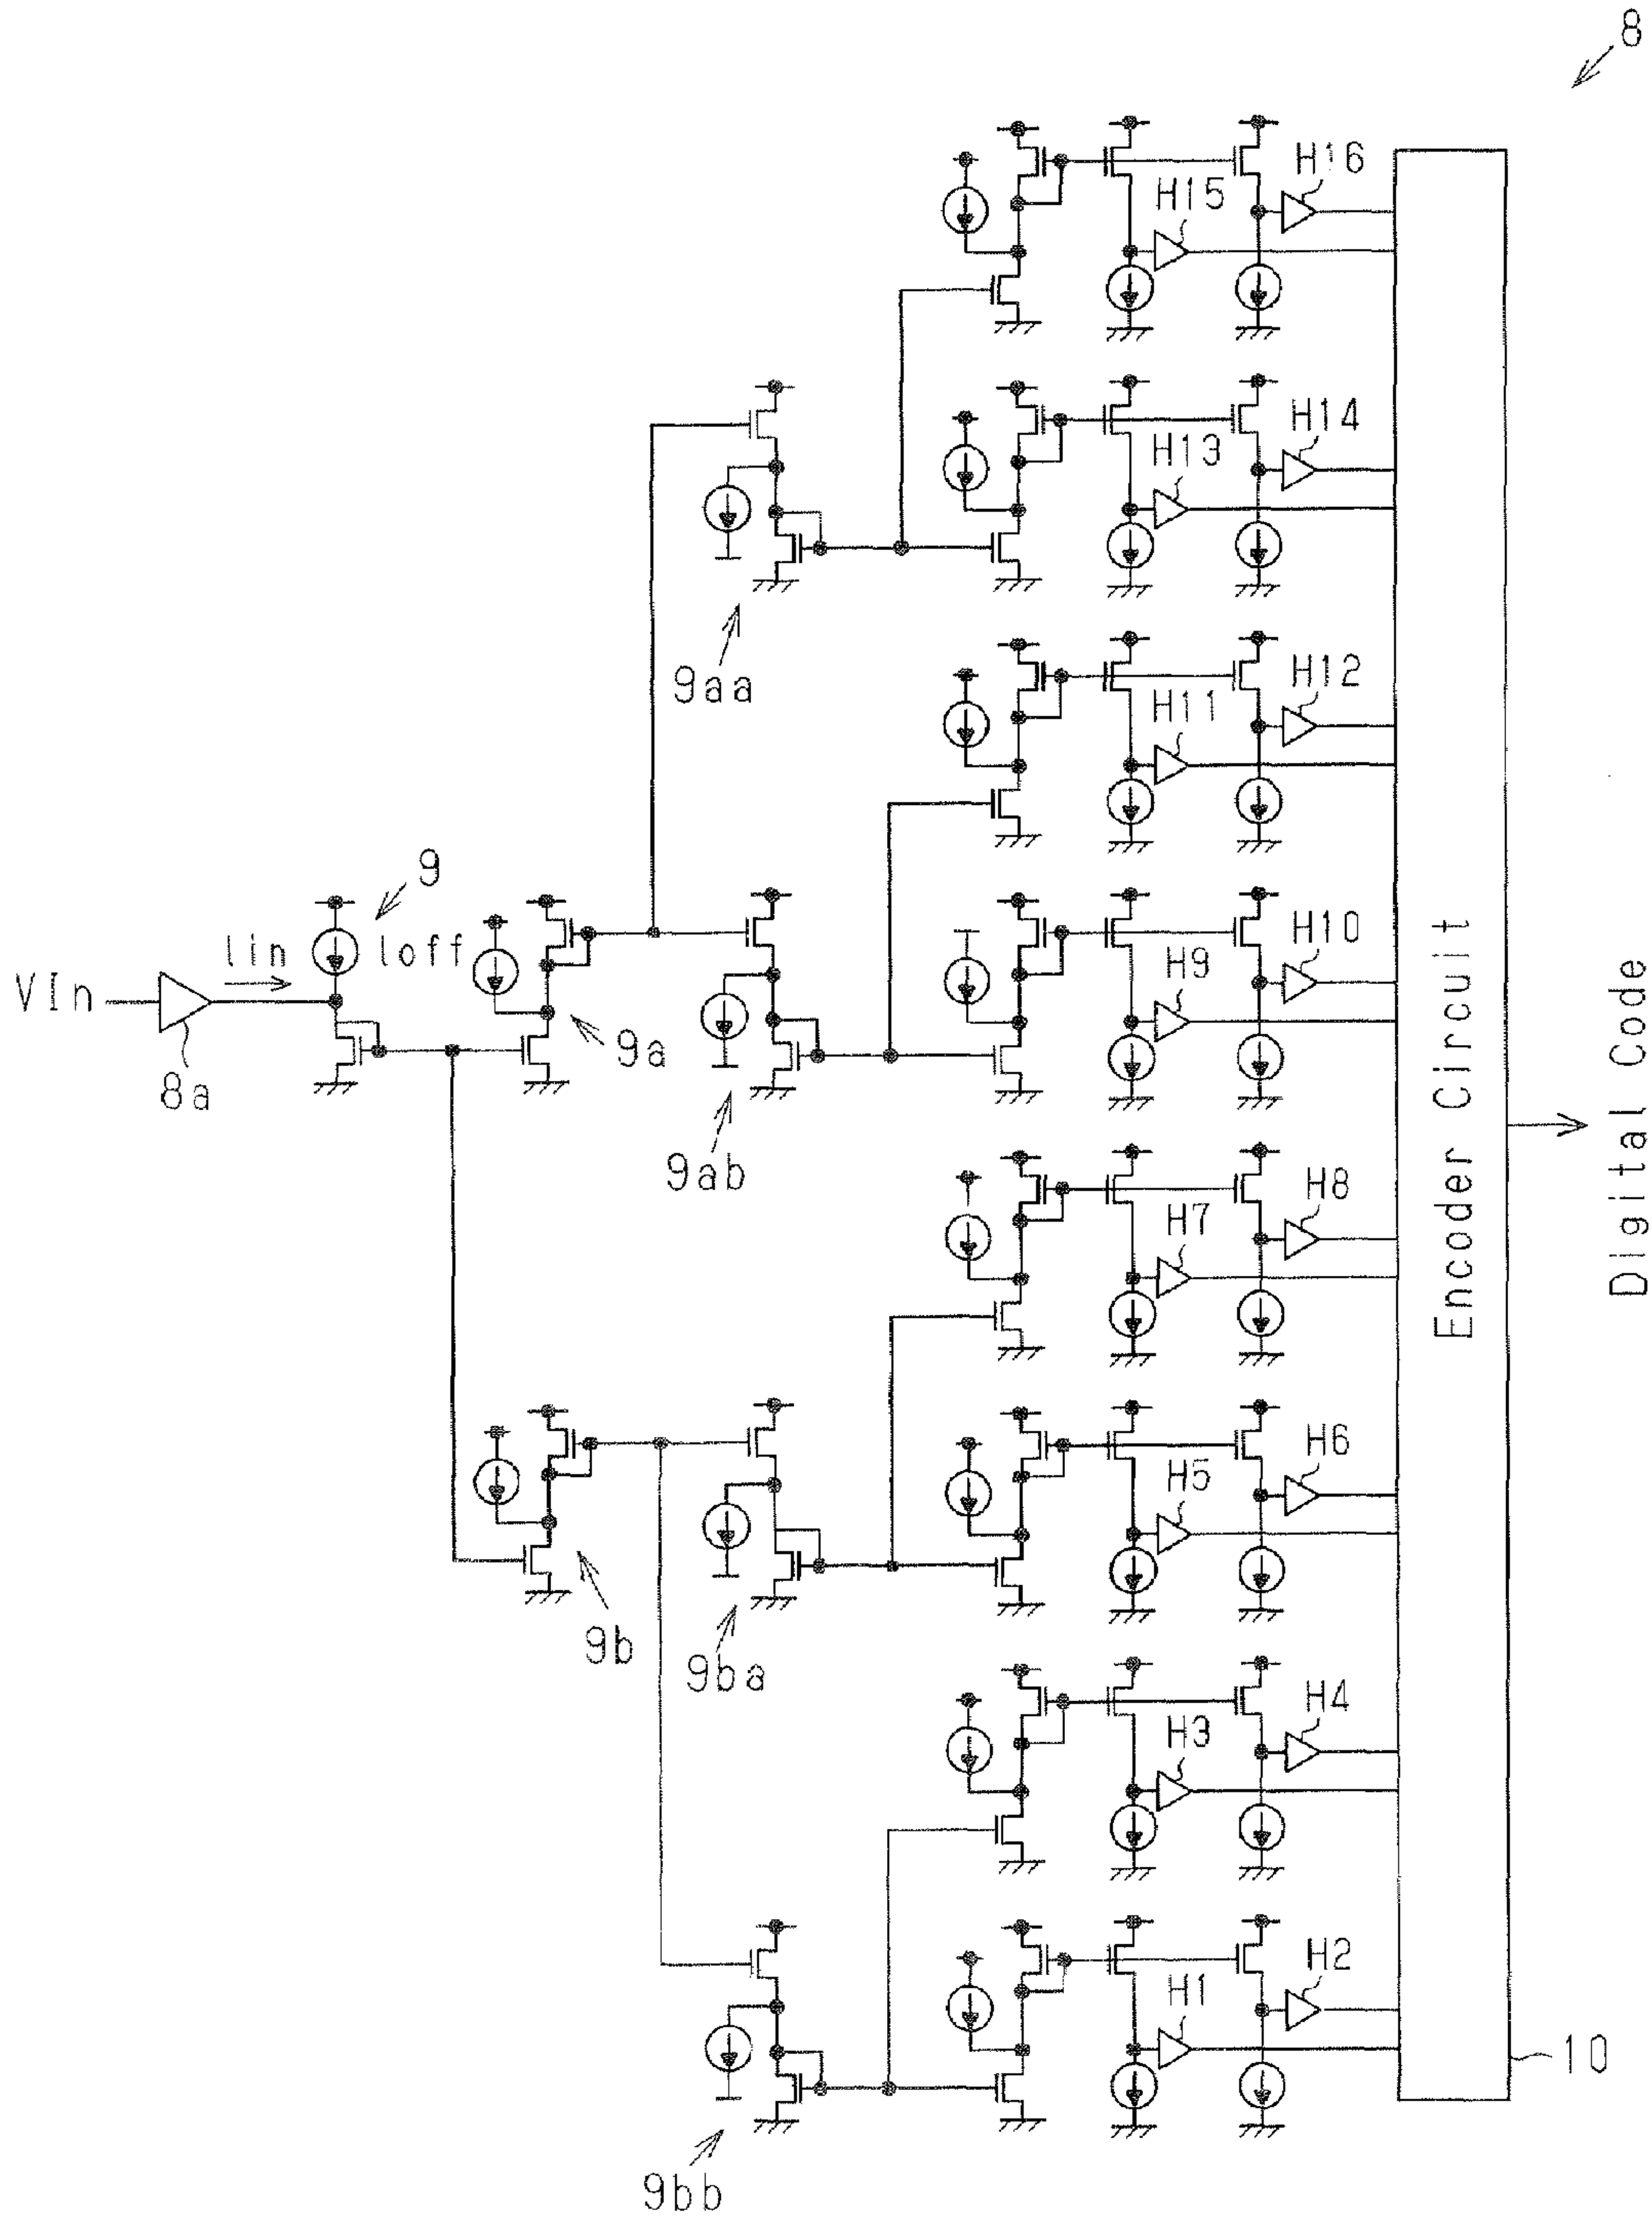 8
H16
H15
H14
H13
9aa
H12
H11
9
Iin
Ioff
VIn
8a
9a
9ab
H10
H9
H8
H7
Encoder Circuit
Digital Code
H6
H5
9b
9ba
H4
H3
H2
H1
10
9bb